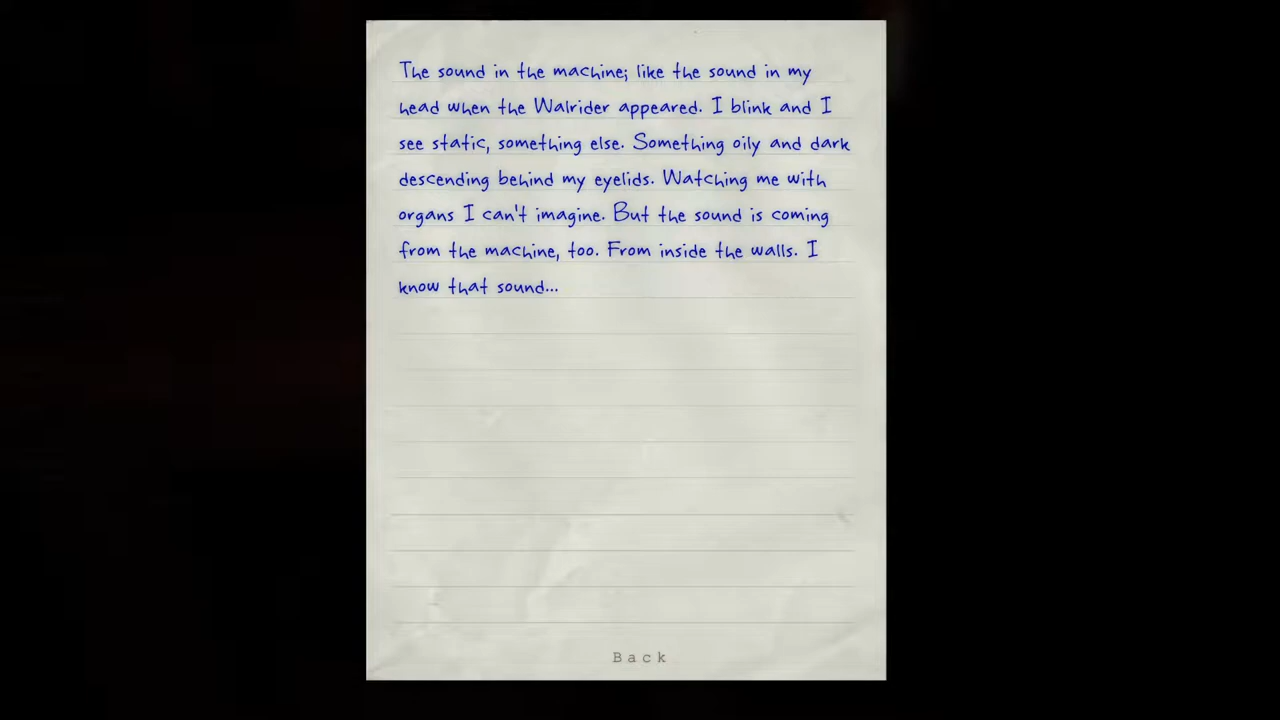 The sound in the machine; like the sound in my
head when the Walrider appeared. I blink and I
see static, something else. Something oily and dark
descending behind my eyelids. Watching me with
organs I can't imagine. But the sound is coming
from the machine, too. From inside the walls. I
know that sound...
Back